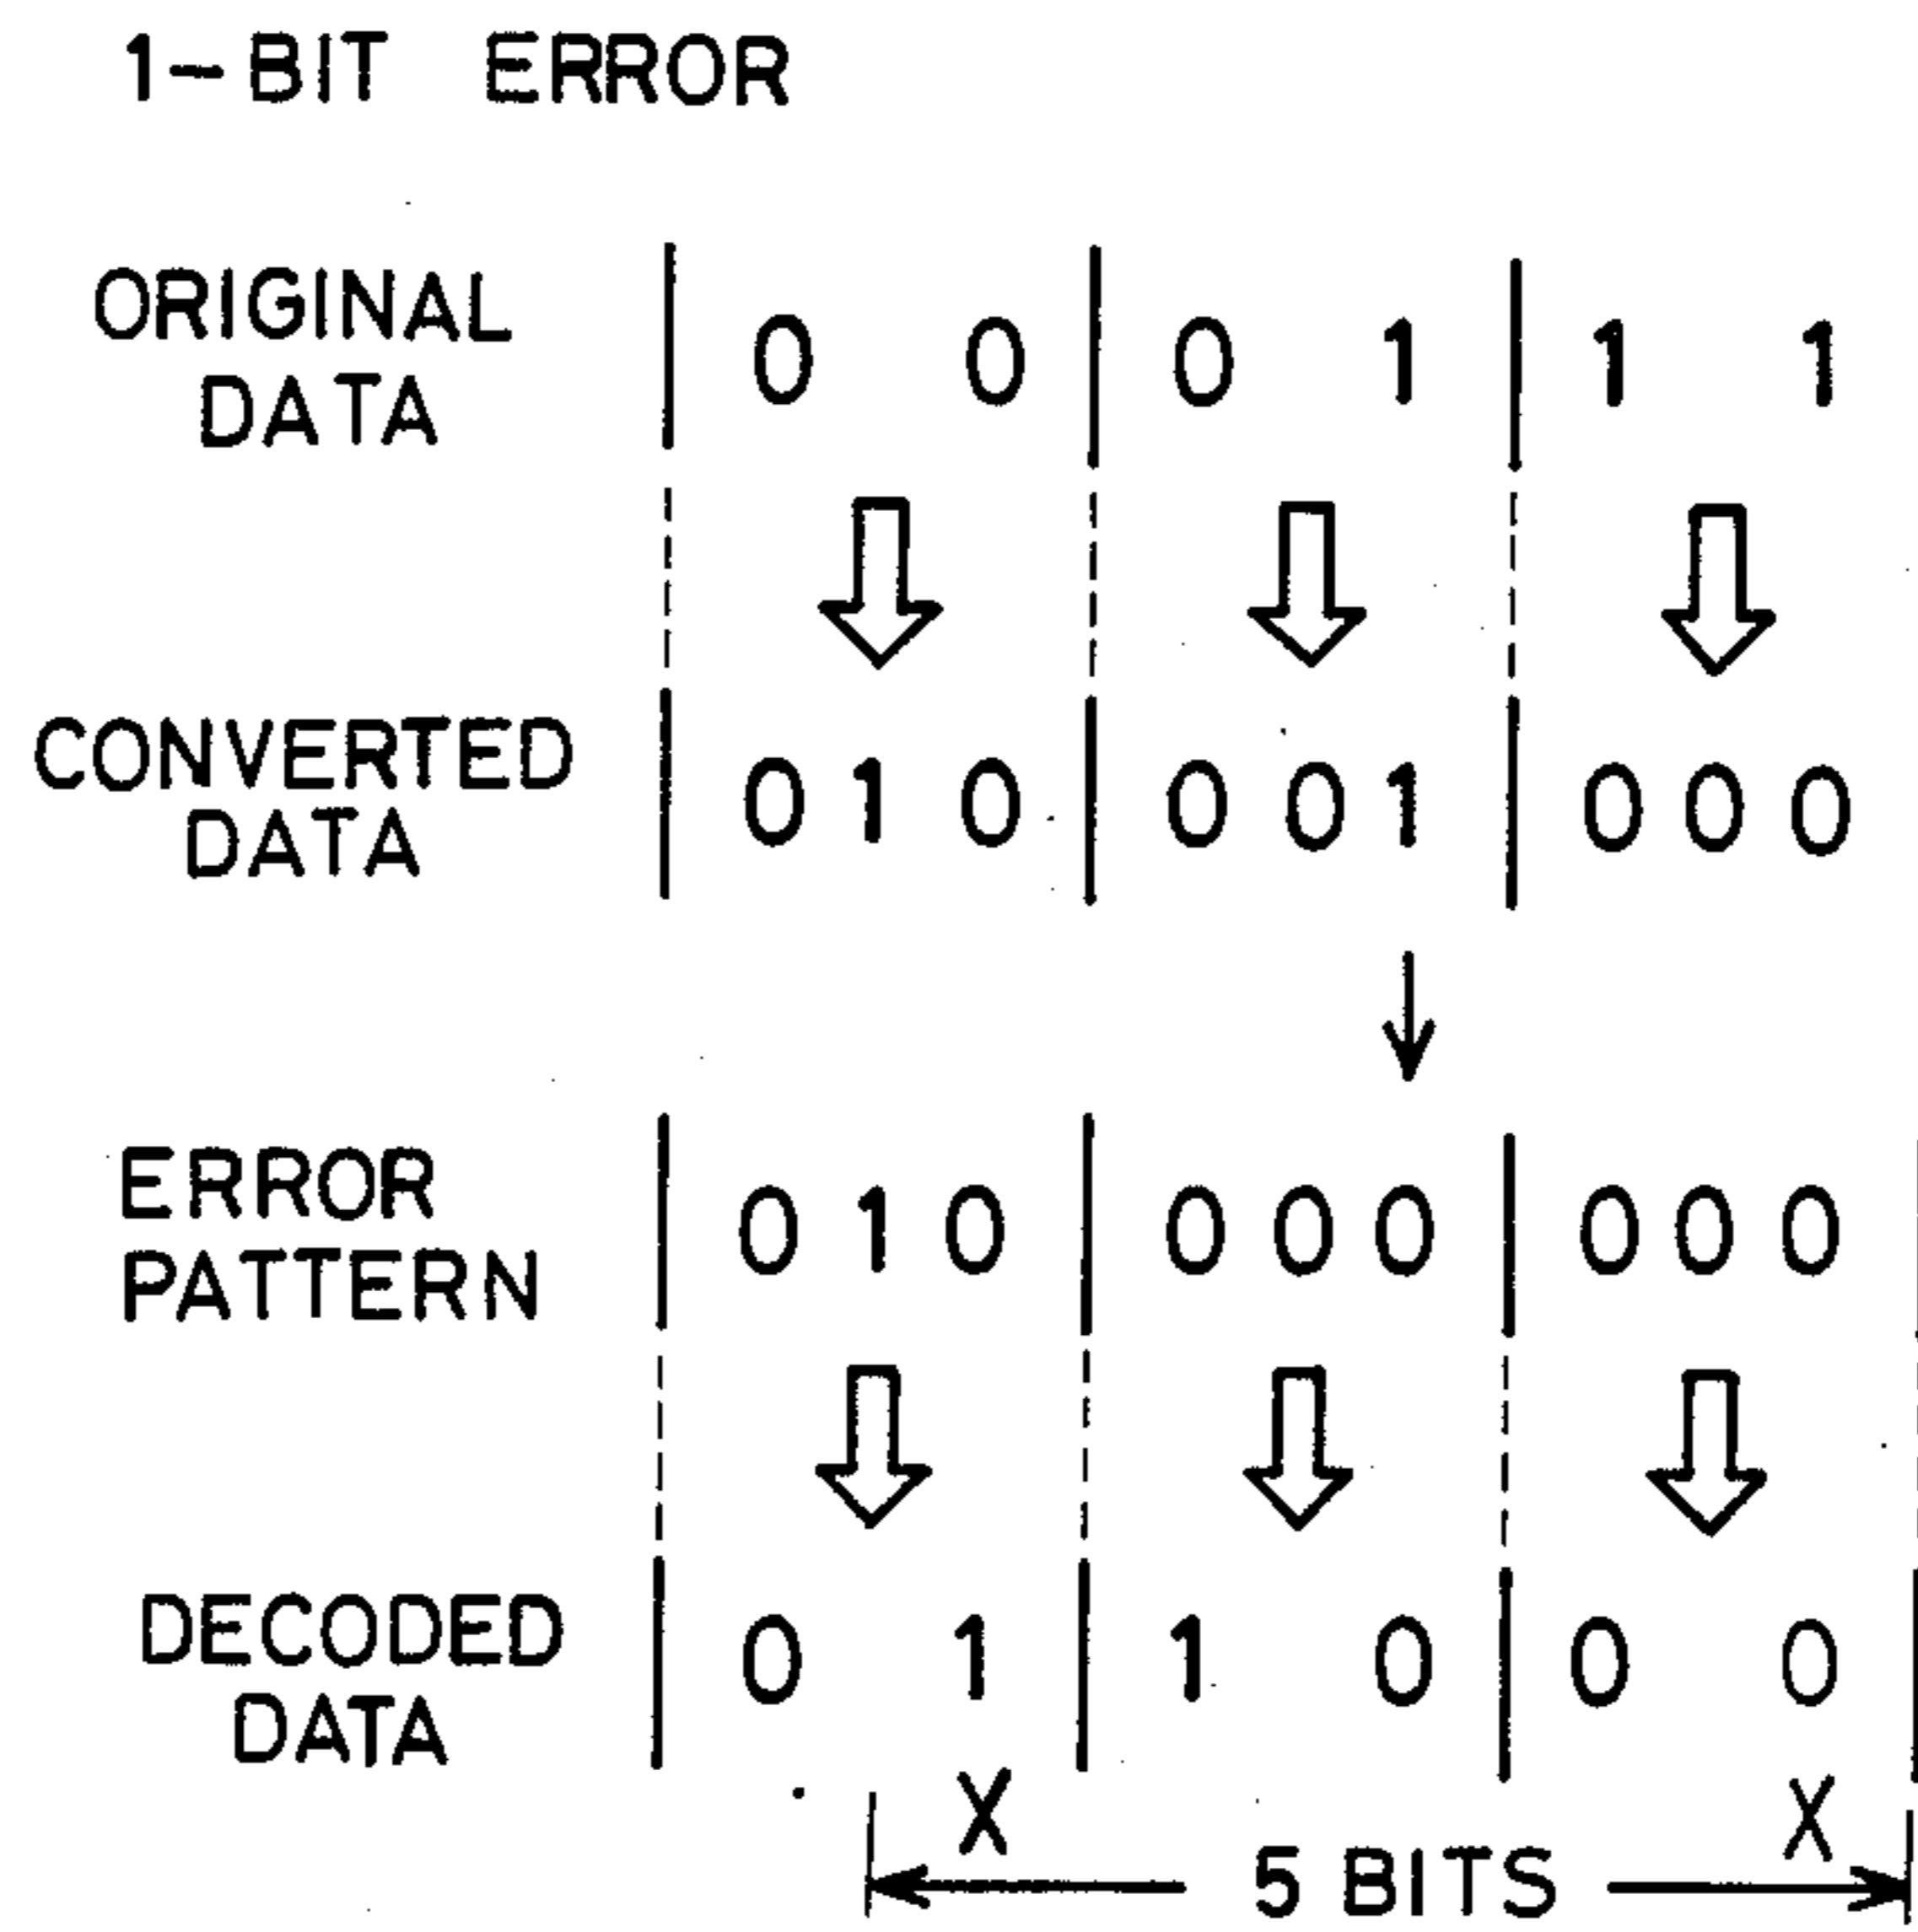 1-BIT ERROR
ORIGINAL DATA 0 0 0 1 1 1
CONVERTED DATA 0 1 0 0 0 1 0 0 0
ERROR PATTERN 0 1 0 0 0 0 0 0 0
DECODED DATA 0 1 1 0 0 0
X X
5 BITS